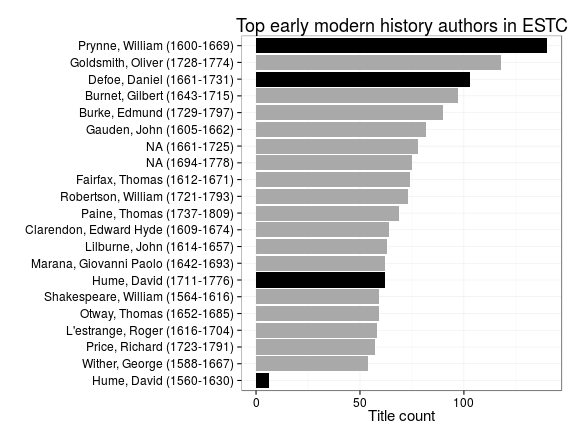 Top early modern history authors in ESTC
Prynne, William (1600-1669)
Goldsmith, Oliver (1728-1774)
Defoe, Daniel (1661-1731)
Burnet, Gilbert (1643-1715)
Burke, Edmund (1729-1797)
Gauden, John (1605-1662)
NA (1661-1725)
NA (1694-1778)
Fairfax, Thomas (1612-1671)
Robertson, William (1721-1793)
Paine, Thomas (1737-1809)
Clarendon, Edward Hyde (1609-1674)
Lilburne, John (1614-1657)
Marana, Giovanni Paolo (1642-1693)
Hume, David (1711-1776)
Shakespeare, William (1564-1616)
Otway, Thomas (1652-1685)
L'estrange, Roger (1616-1704)
Price, Richard (1723-1791)
Wither, George (1588-1667)
Hume, David (1560-1630)
0 50 100
Title count